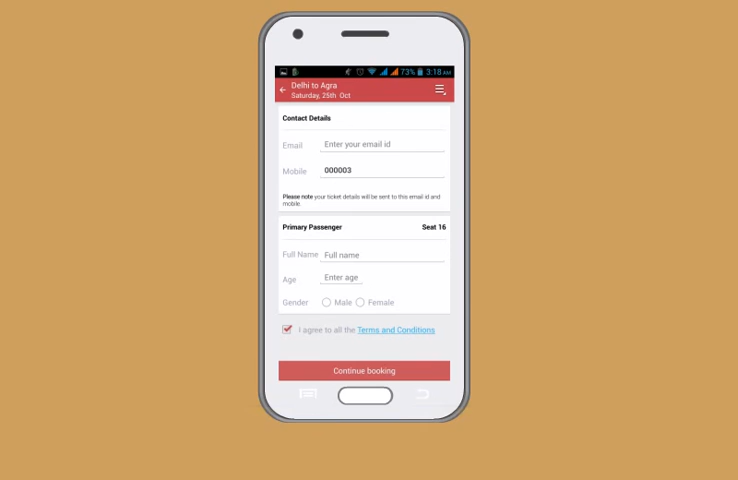 73% 3:18 AM
Delhi to Agra
Saturday, 25th Oct
Contact Details
Email Enter your email id
Mobile 000003
Please note your ticket details will be sent to this email id and
mobile
Primary Passenger Seat 16
Full Name Full name
Age Enter age
Gender Male Female
I agree to all the Terms and Conditions
Continue booking